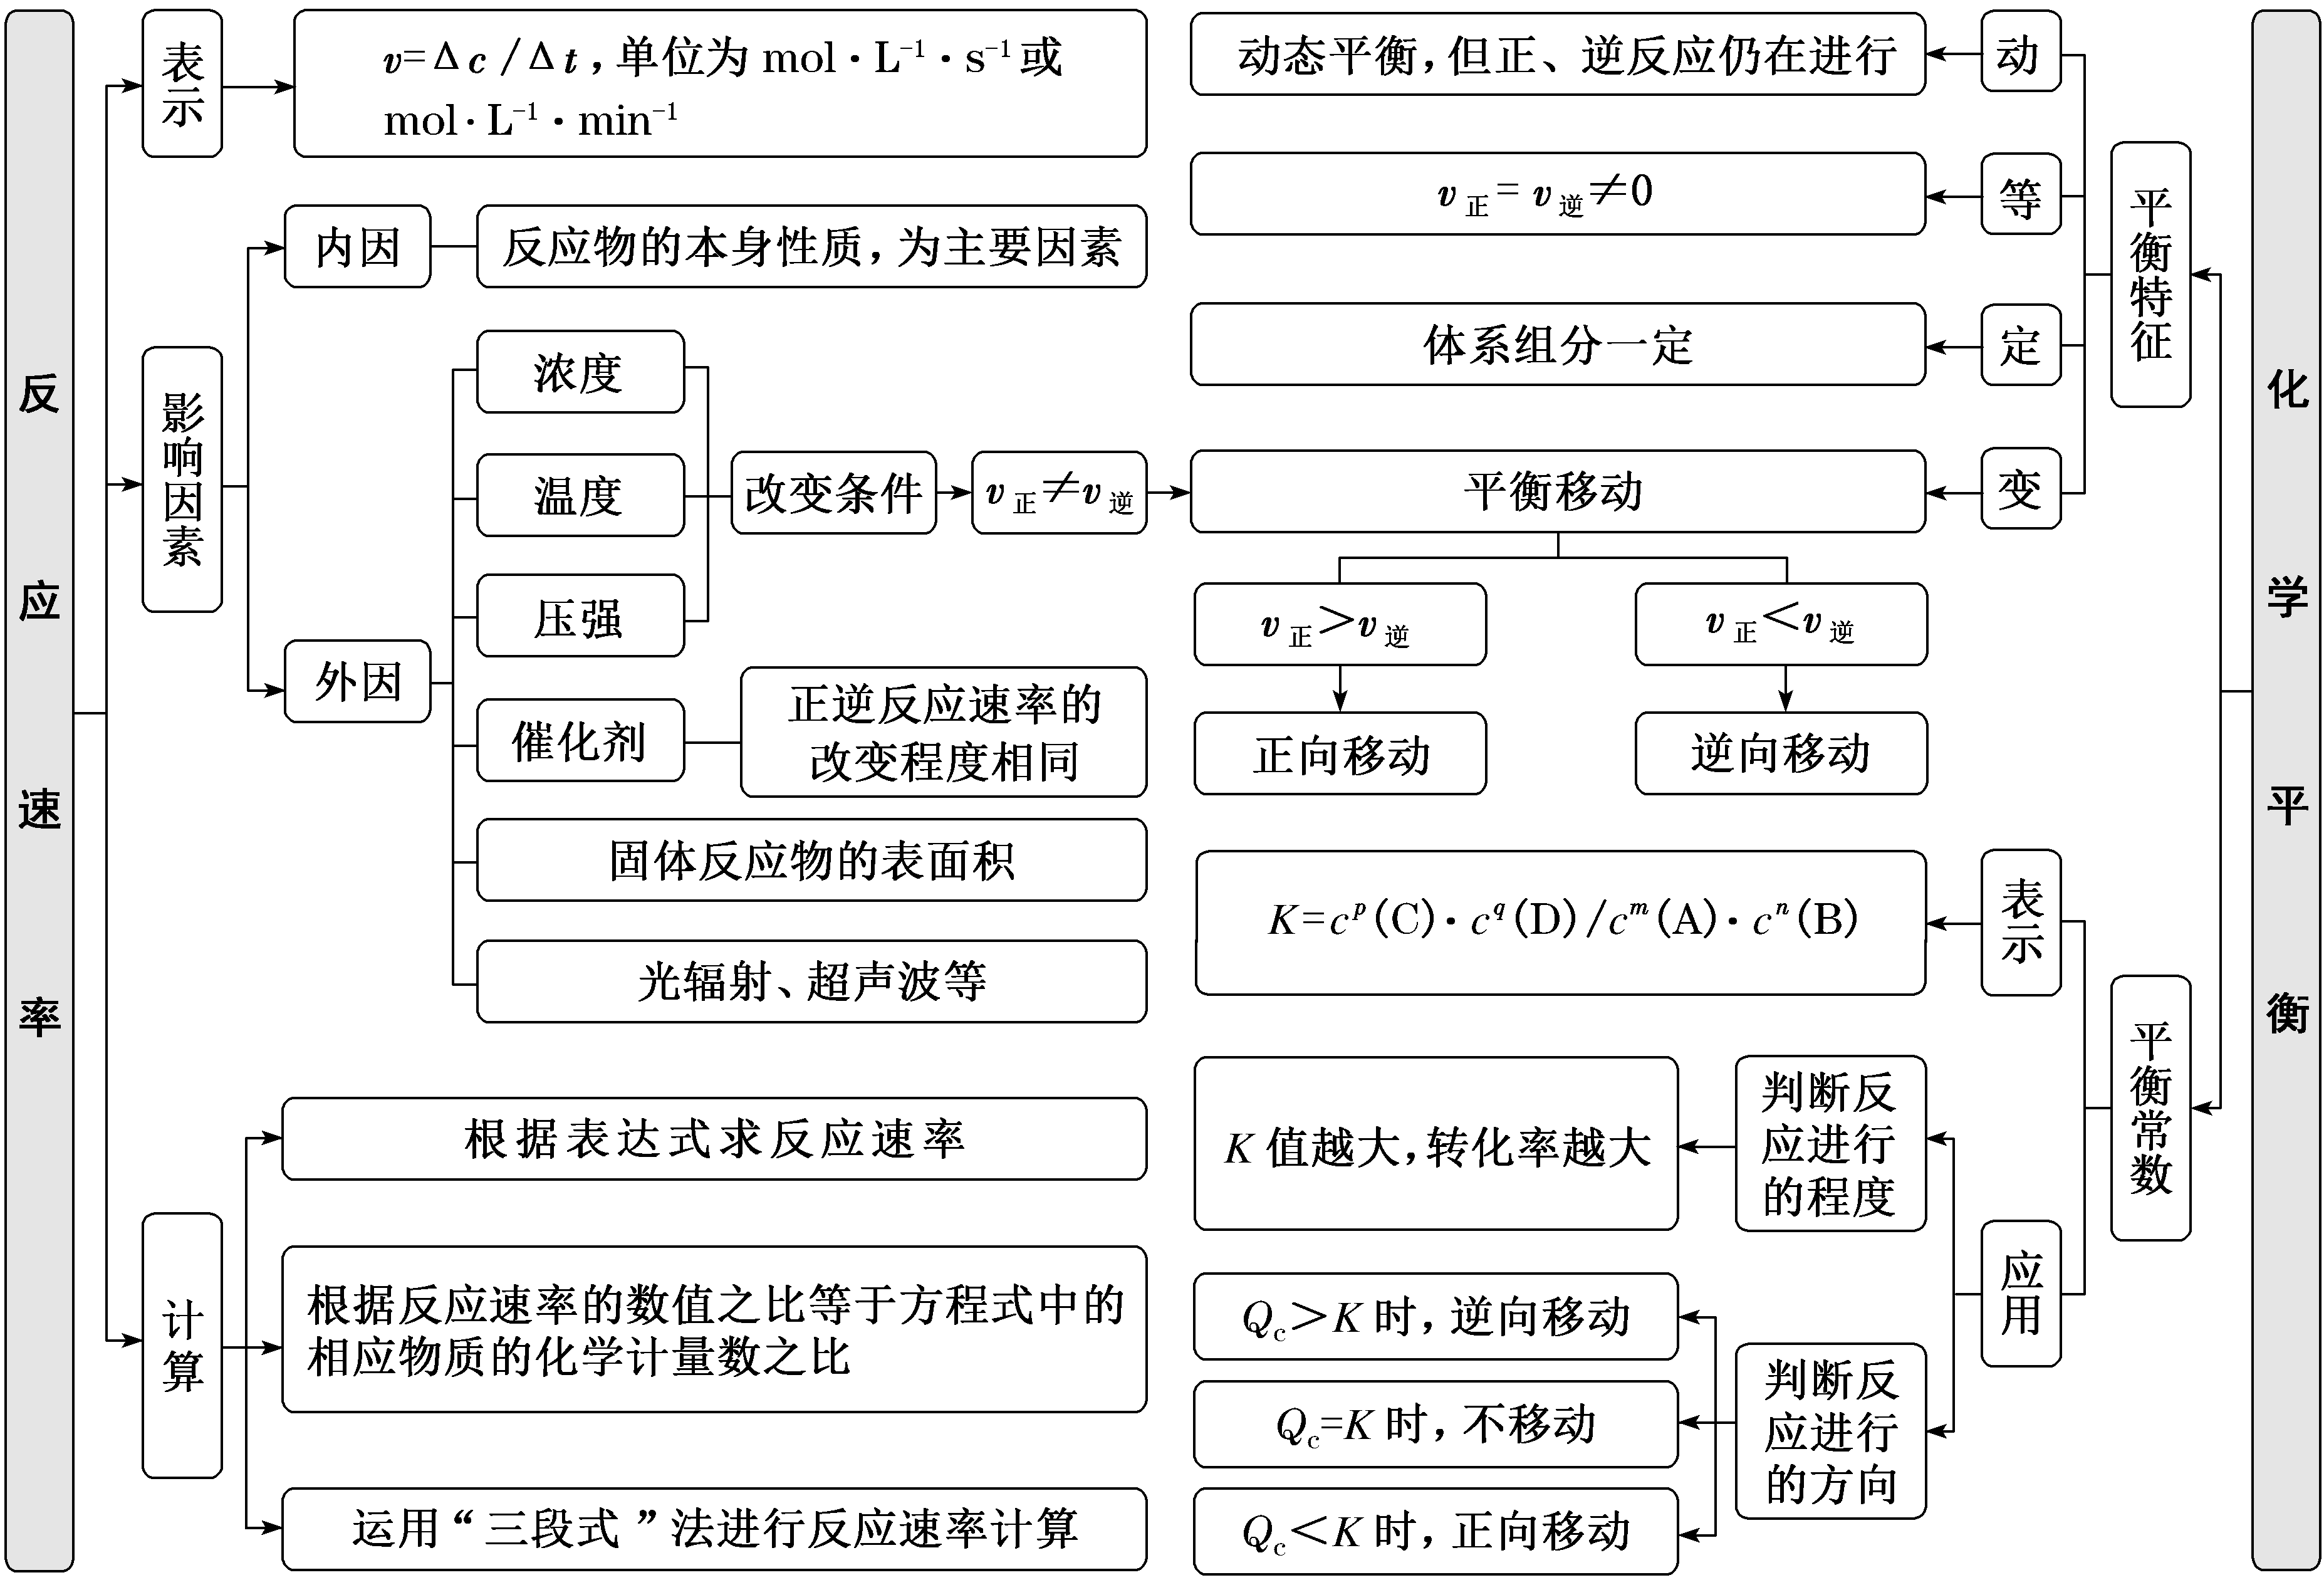 反应速率
表示
v=Δc/Δt,单位为 mol·L⁻¹·s⁻¹或
mol·L⁻¹·min⁻¹
影响因素
内因
反应物的本身性质,为主要因素
外因
浓度
温度
压强
改变条件
v正≠v逆
催化剂
正逆反应速率的
改变程度相同
固体反应物的表面积
光辐射、超声波等
计算
根据表达式求反应速率
根据反应速率的数值之比等于方程式中的
相应物质的化学计量数之比
运用“三段式”法进行反应速率计算
化学平衡
平衡特征
动
动态平衡,但正、逆反应仍在进行
等
v正=v逆≠0
定
体系组分一定
变
平衡移动
v正>v逆
正向移动
v正<v逆
逆向移动
平衡常数
表示
K=cᵖ(C)·c^q(D)/cᵐ(A)·cⁿ(B)
应用
判断反
应进行
的程度
K 值越大,转化率越大
判断反
应进行
的方向
Qc>K 时,逆向移动
Qc=K 时,不移动
Qc<K 时,正向移动